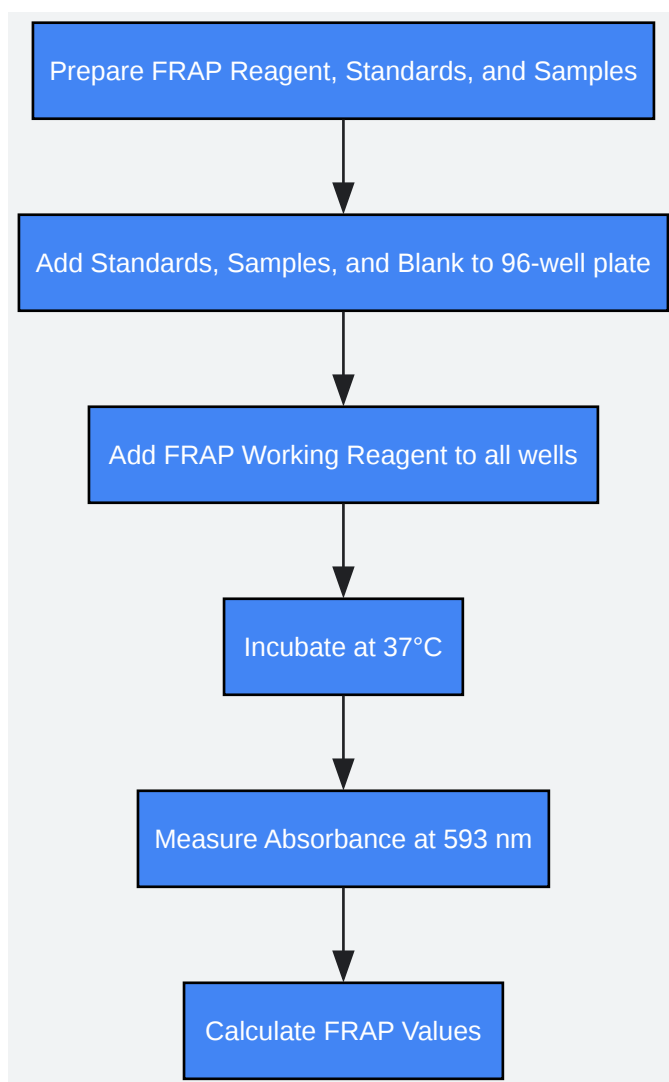 Prepare FRAP Reagent, Standards, and Samples
Add Standards, Samples, and Blank to 96-well plate
Add FRAP Working Reagent to all wells
Incubate at 37°C
Measure Absorbance at 593 nm
Calculate FRAP Values